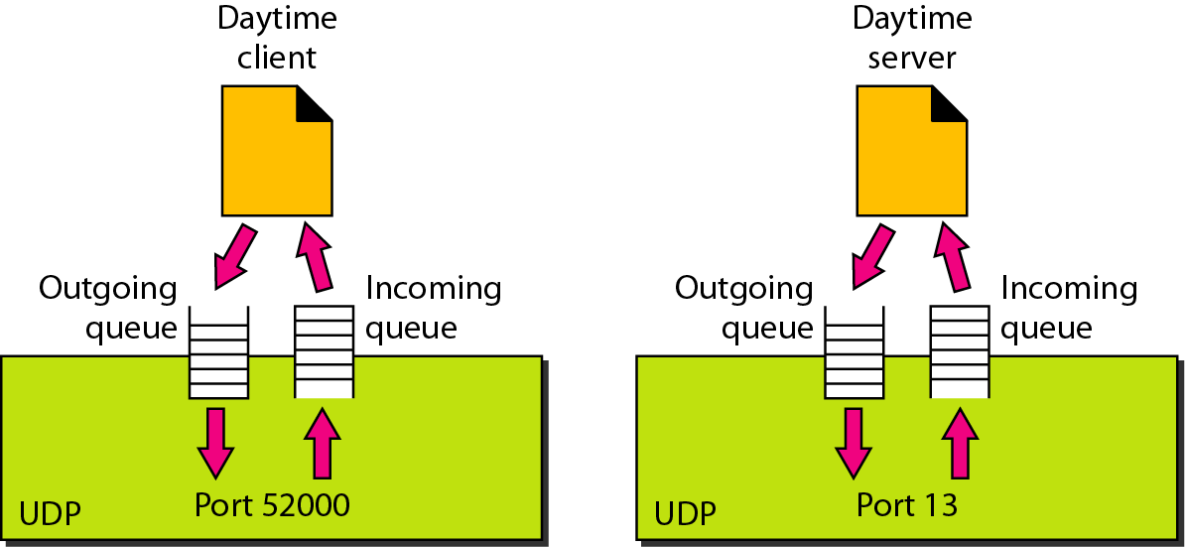 Daytime
client
Outgoing
queue
Incoming
queue
UDP
Port 52000
Daytime
server
Outgoing
queue
Incoming
queue
UDP
Port 13